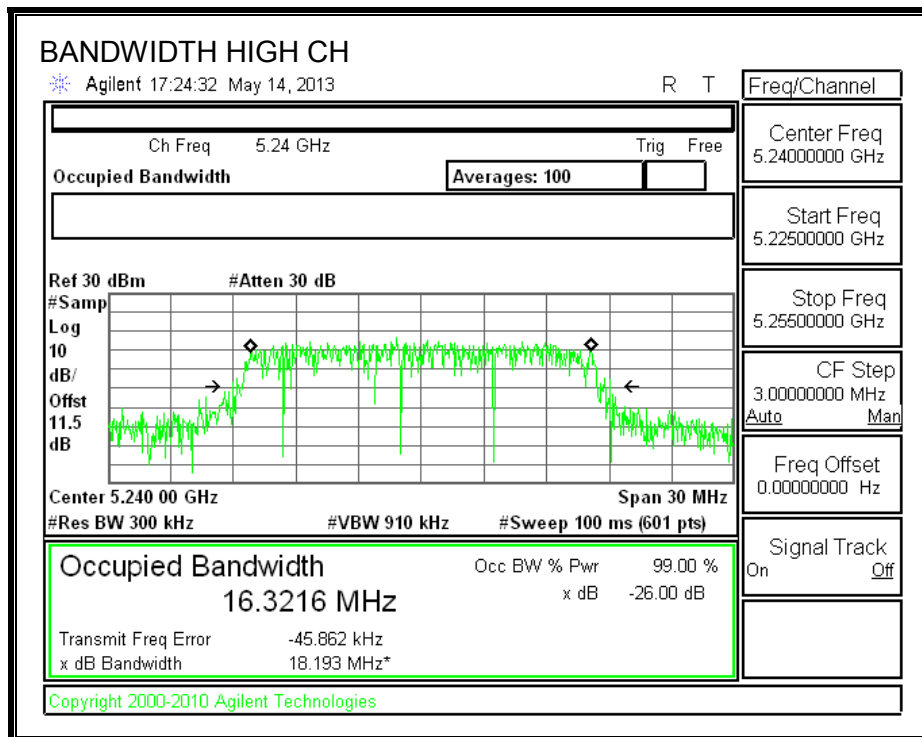 BANDWIDTH HIGH CH
Agilent 17:24:32 May 14, 2013 R T
Freq/Channel
Ch Freq 5.24 GHz Trig Free
Occupied Bandwidth Averages: 100
Center Freq
5.24000000 GHz
Start Freq
5.22500000 GHz
Stop Freq
5.25500000 GHz
CF Step
3.00000000 MHz
Auto Man
Freq Offset
0.00000000 Hz
Signal Track
On Off
Ref 30 dBm #Atten 30 dB
#Samp
Log
10
dB/
Offst
11.5
dB
Center 5.240 00 GHz Span 30 MHz
#Res BW 300 kHz #VBW 910 kHz #Sweep 100 ms (601 pts)
Occupied Bandwidth Occ BW % Pwr 99.00 %
16.3216 MHz x dB -26.00 dB
Transmit Freq Error -45.862 kHz
x dB Bandwidth 18.193 MHz*
Copyright 2000-2010 Agilent Technologies